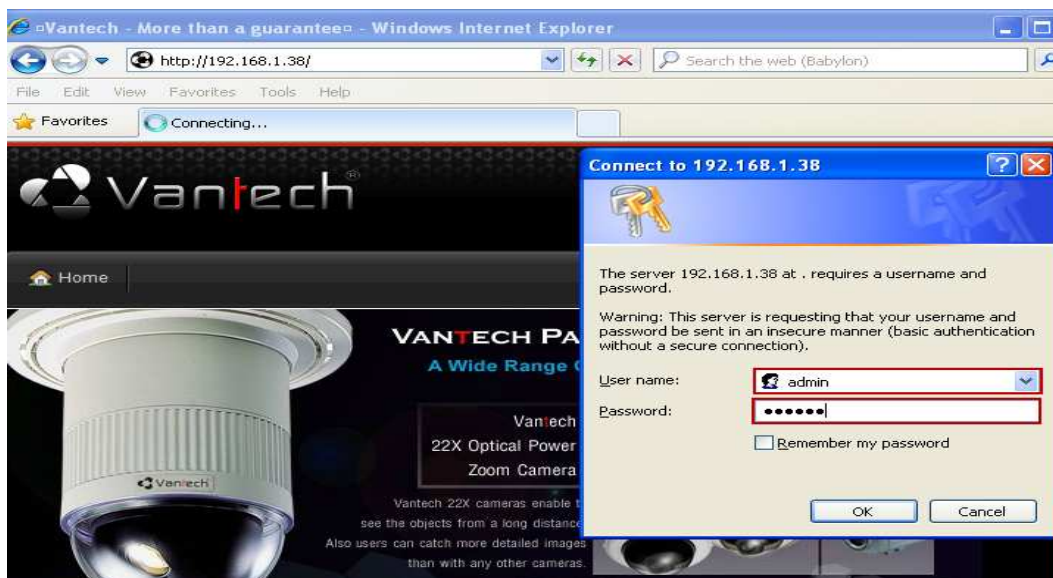 ¤Vantech - More than a guarantee¤ - Windows Internet Explorer
http://192.168.1.38/
Search the web (Babylon)
File Edit View Favorites Tools Help
Favorites
Connecting...
Vantech®
Home
VANTECH PA
A Wide Range
Vantech
22X Optical Power
Zoom Camera
Vantech 22X cameras enable t
see the objects from a long distance
Also users can catch more detailed images
than with any other cameras.
Vantech
Connect to 192.168.1.38
The server 192.168.1.38 at . requires a username and
password.
Warning: This server is requesting that your username and
password be sent in an insecure manner (basic authentication
without a secure connection).
User name:
admin
Password:
●●●●●●
Remember my password
OK
Cancel